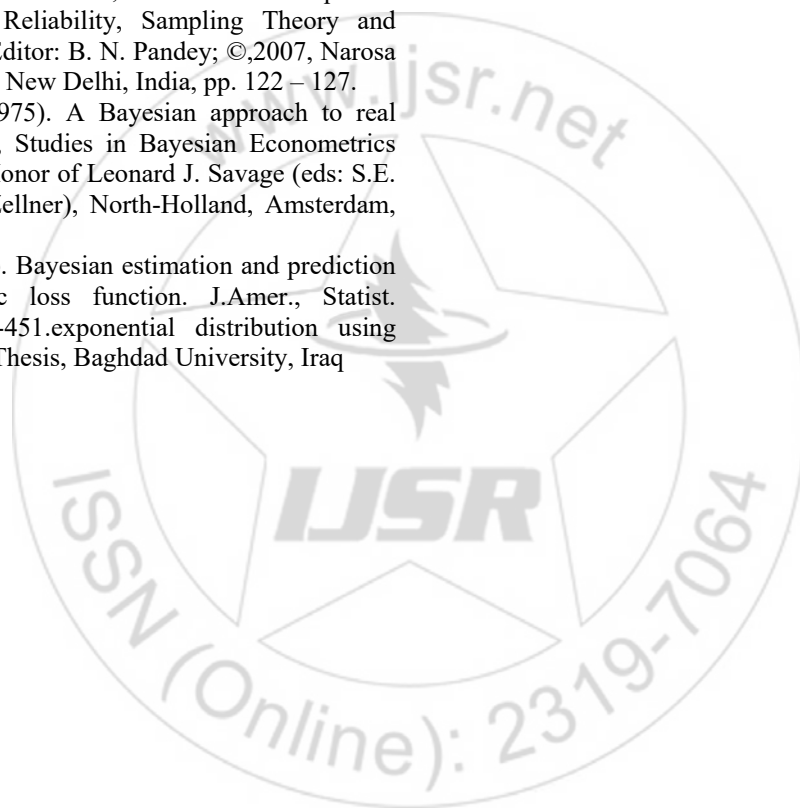 Reliability, Sampling Theory and
Editor: B. N. Pandey; ©,2007, Narosa
New Delhi, India, pp. 122 – 127.
1975). A Bayesian approach to real
, Studies in Bayesian Econometrics
Honor of Leonard J. Savage (eds: S.E.
Zellner), North-Holland, Amsterdam,
. Bayesian estimation and prediction
c loss function. J.Amer., Statist.
-451.exponential distribution using
Thesis, Baghdad University, Iraq
www.ijsr.net
IJSR
ISSN (Online): 2319-7064